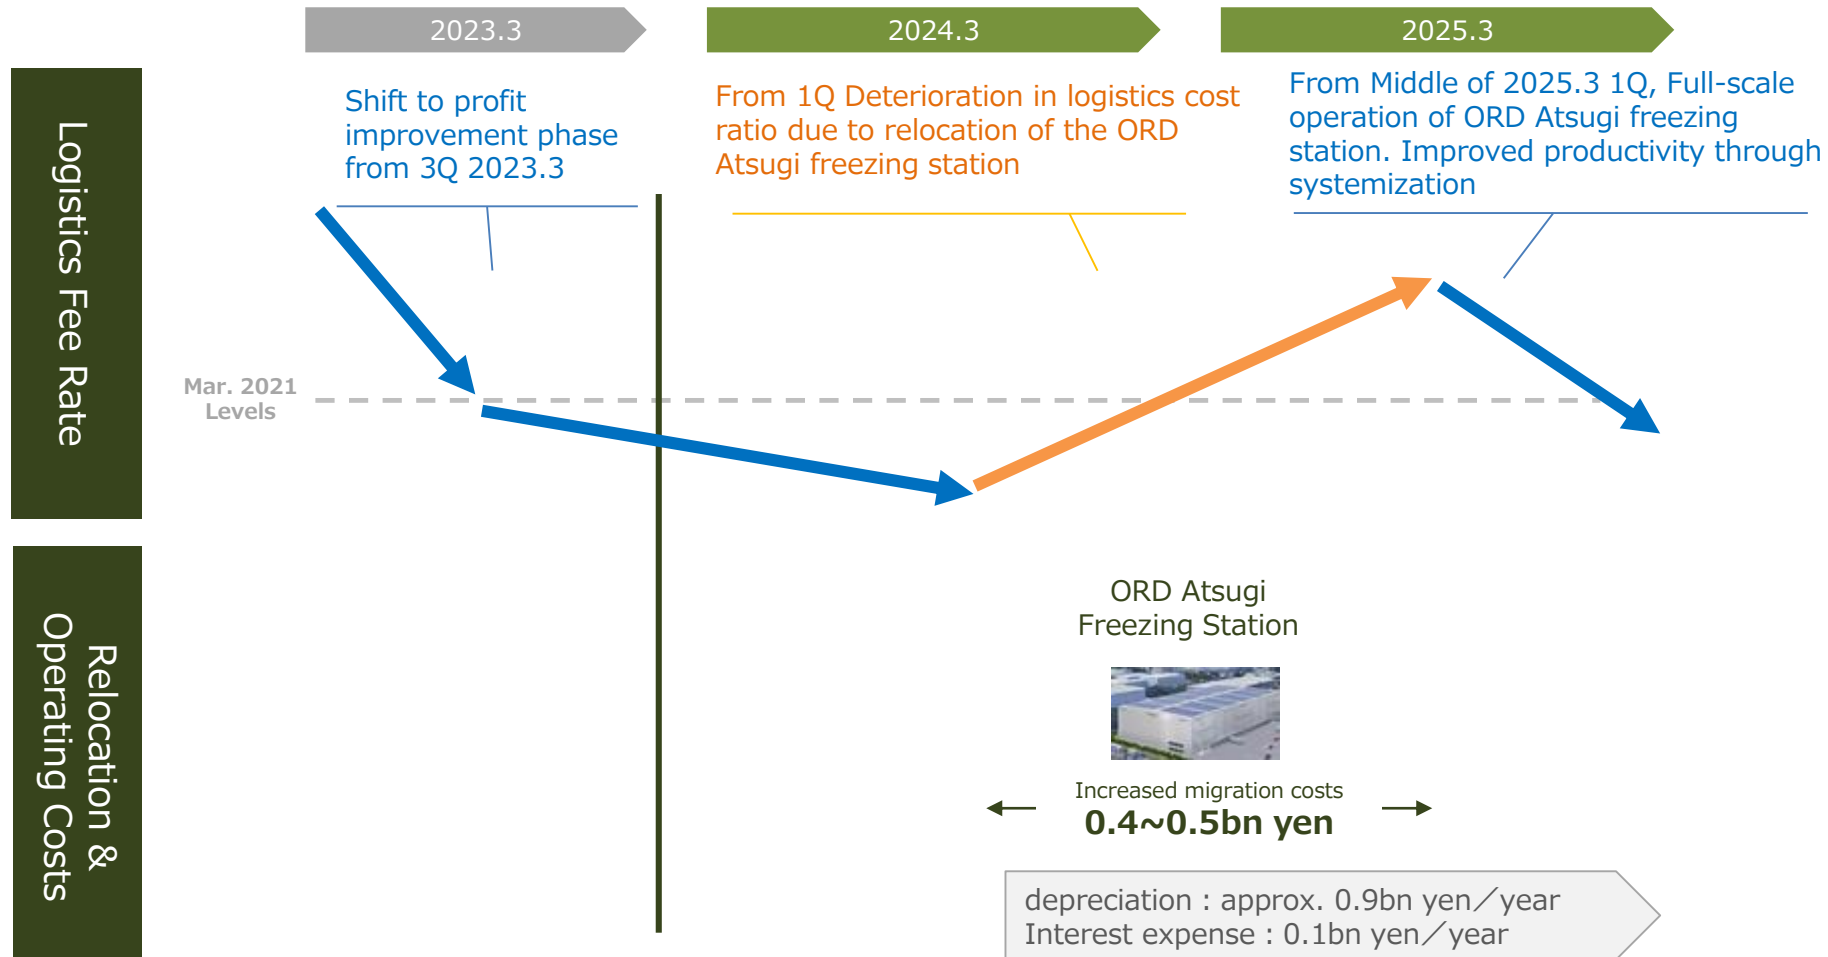 2023.3
2024.3
2025.3
Logistics Fee Rate
Shift to profit
improvement phase
from 3Q 2023.3
From 1Q Deterioration in logistics cost
ratio due to relocation of the ORD
Atsugi freezing station
From Middle of 2025.3 1Q, Full-scale
operation of ORD Atsugi freezing
station. Improved productivity through
systemization
Mar. 2021
Levels
Relocation &
Operating Costs
ORD Atsugi
Freezing Station
Increased migration costs
0.4~0.5bn yen
depreciation : approx. 0.9bn yen／year
Interest expense : 0.1bn yen／year